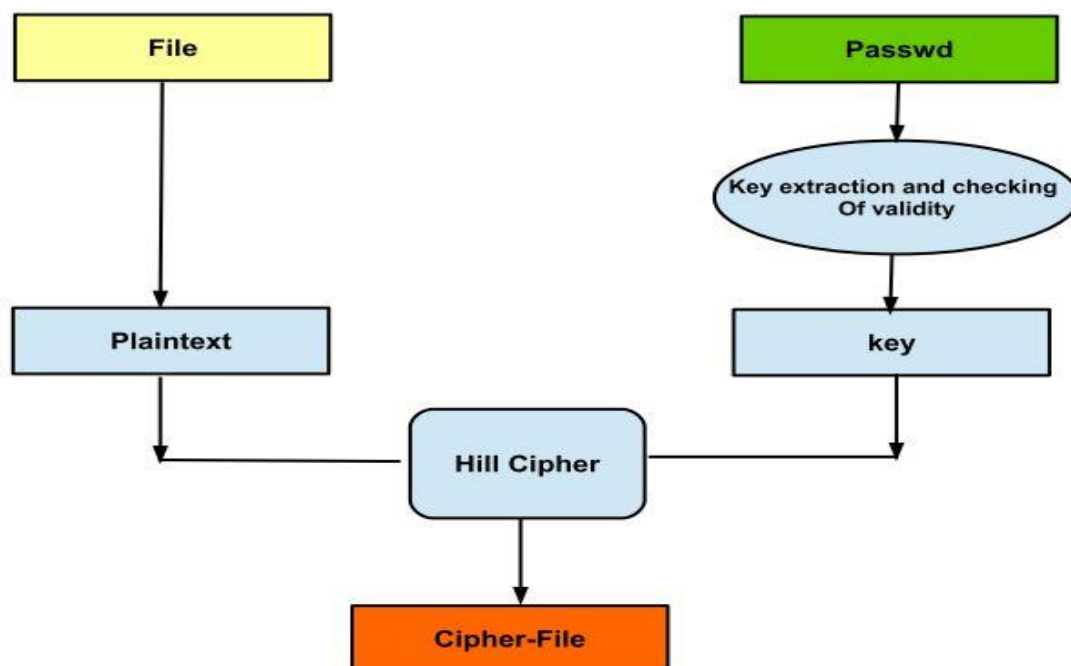 File
Passwd
Key extraction and checking
Of validity
Plaintext
key
Hill Cipher
Cipher-File